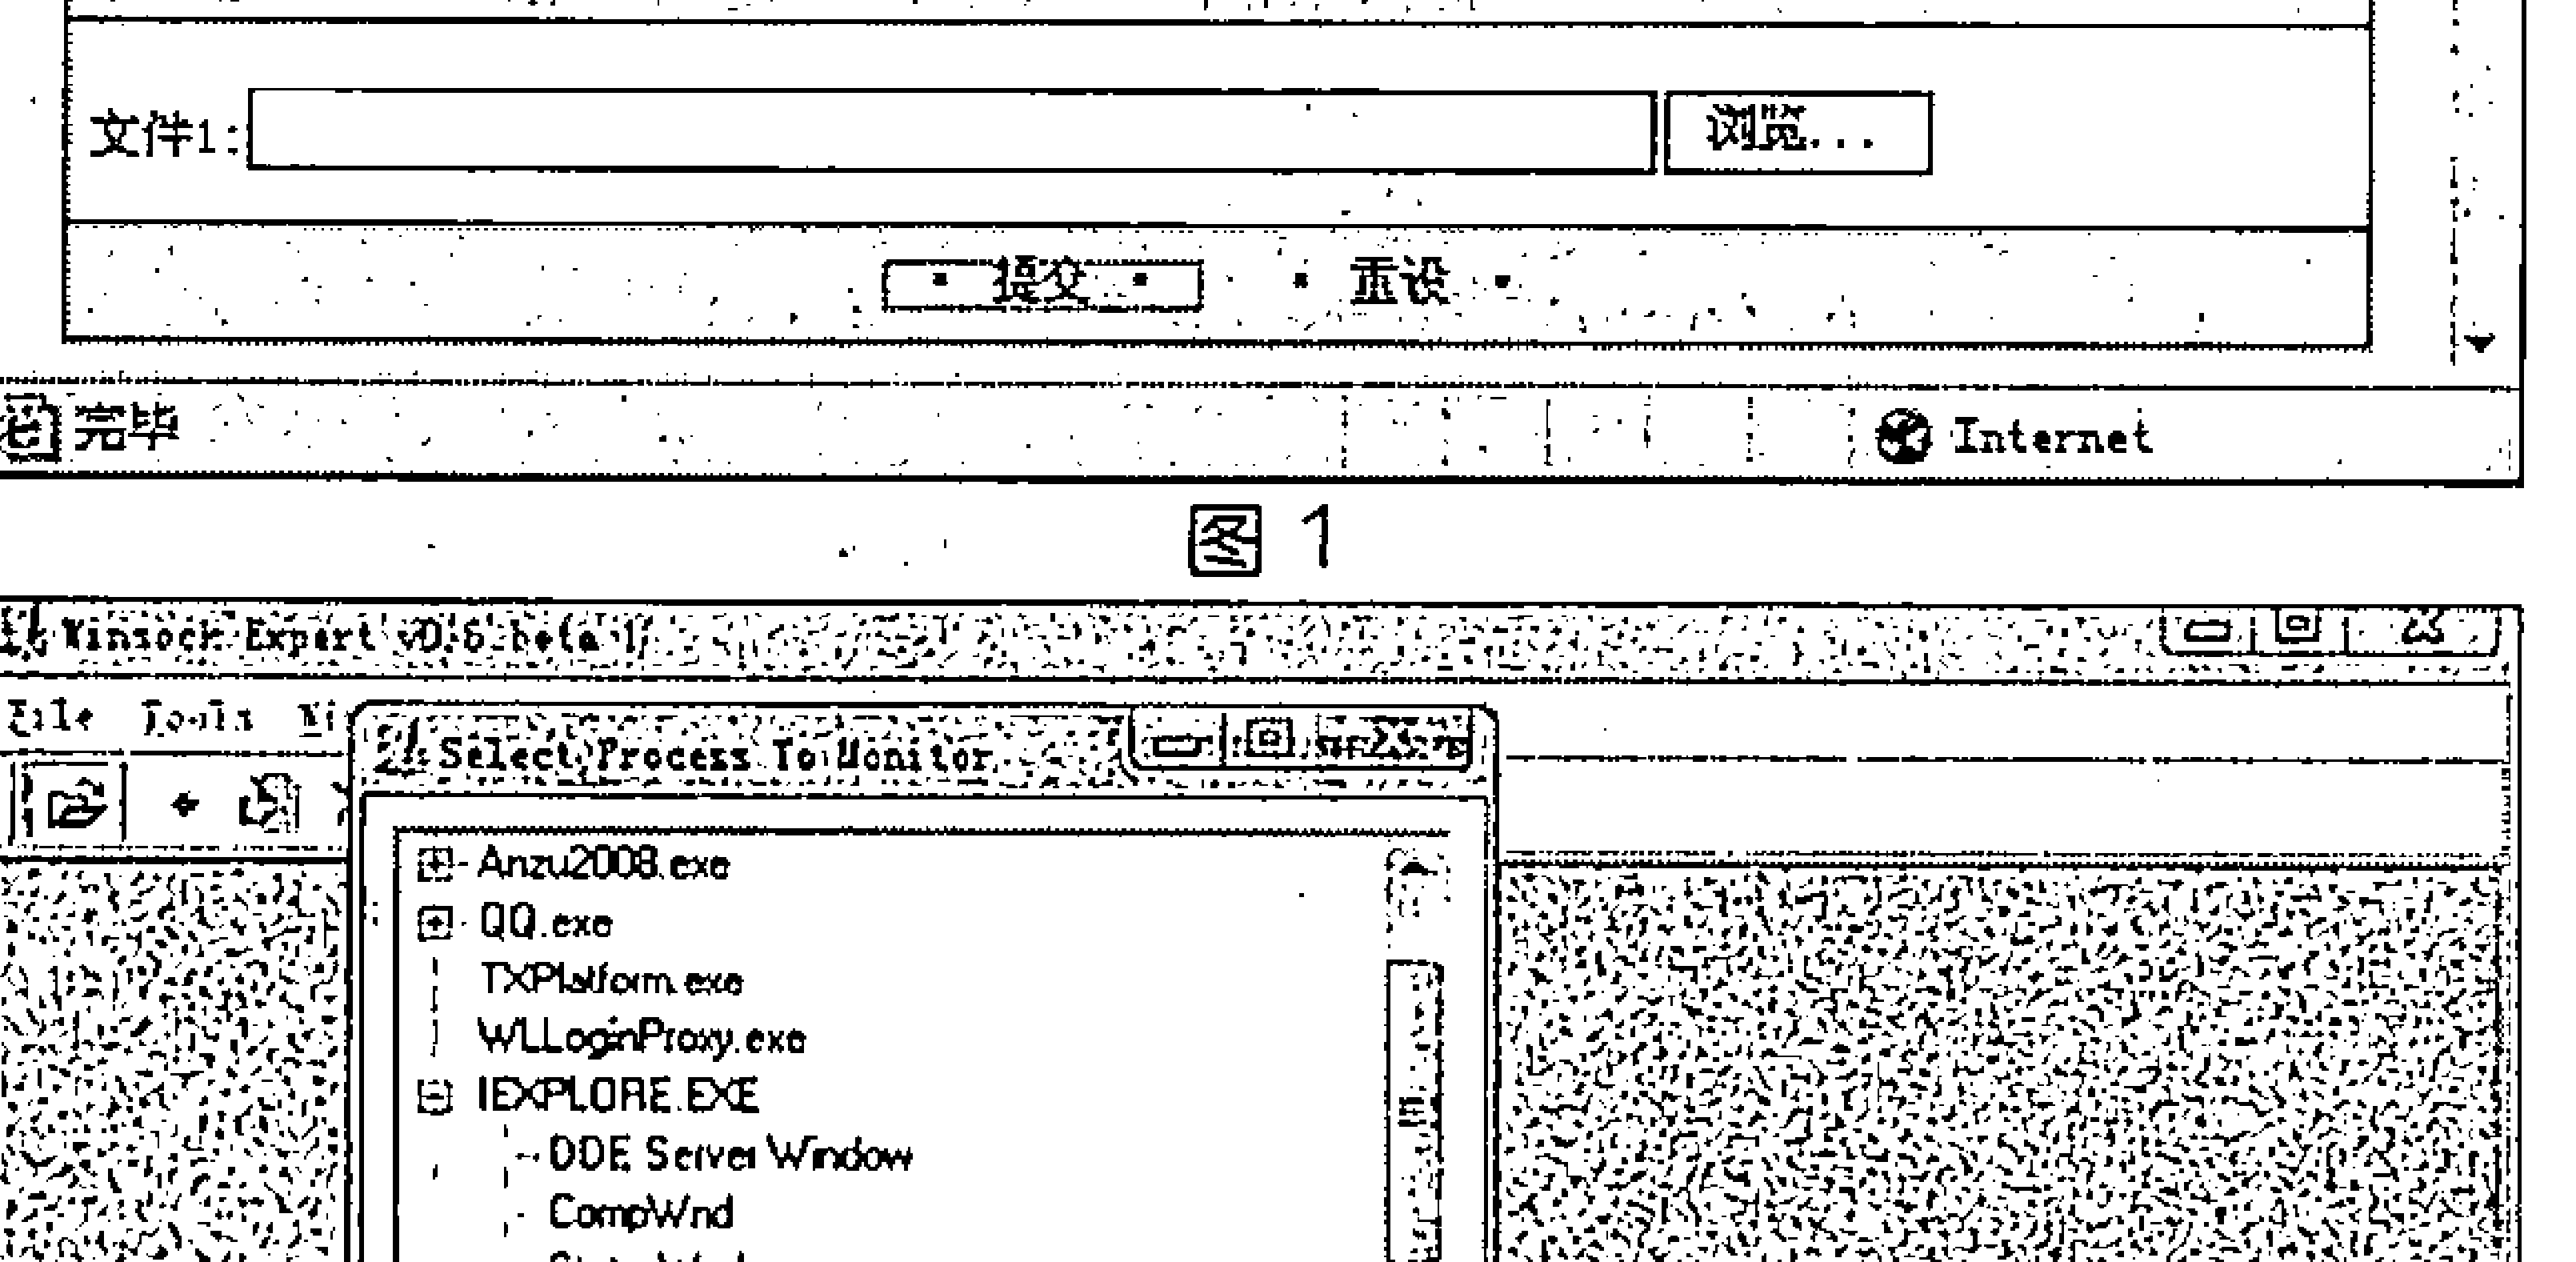 文件1: 浏览...
提交 重设
完毕 Internet
图 1
Winsock Expert v0.6 beta 1
File Tools
Select Process To Monitor
Anzu2008.exe
QQ.exe
TXPlatform.exe
WLLoginProxy.exe
IEXPLORE.EXE
DDE Server Window
CompWnd